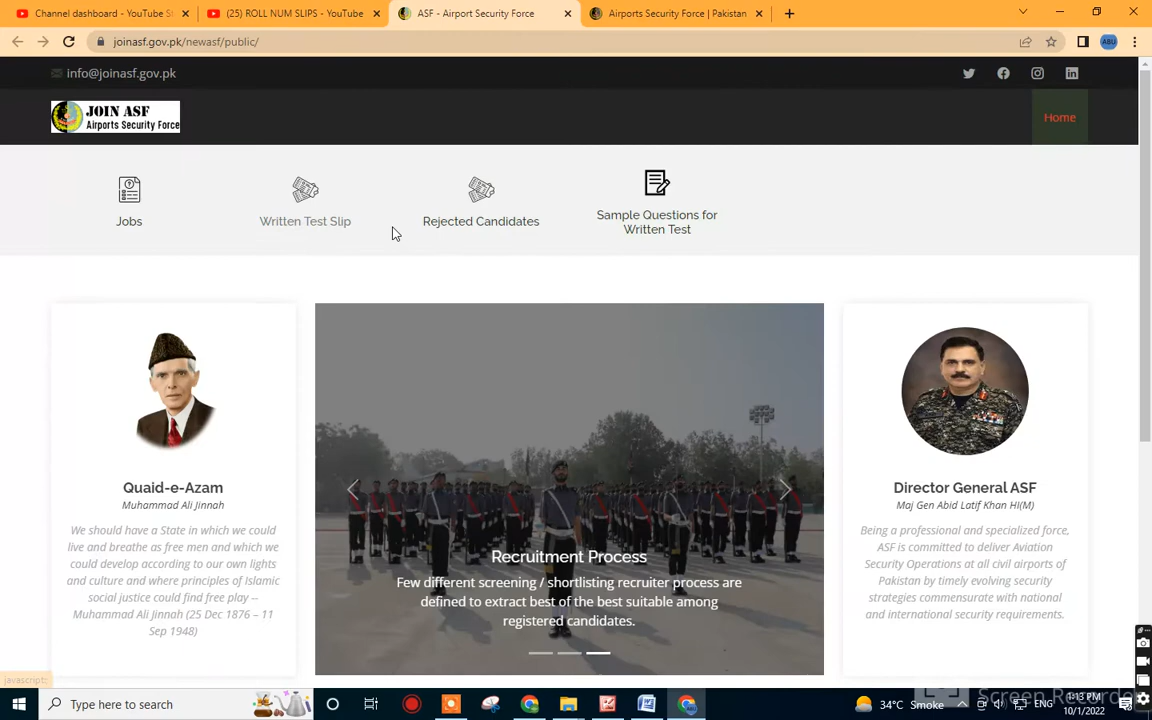 Channel dashboard - YouTube St
(25) ROLL NUM SLIPS - YouTube
ASF - Airport Security Force
Airports Security Force | Pakistan
joinasf.gov.pk/newasf/public/
ABU
info@joinasf.gov.pk
JOIN ASF
Airports Security Force
Home
Jobs
Written Test Slip
Rejected Candidates
Sample Questions for
Written Test
Quaid-e-Azam
Muhammad Ali Jinnah
We should have a State in which we could
live and breathe as free men and which we
could develop according to our own lights
and culture and where principles of Islamic
social justice could find free play --
Muhammad Ali Jinnah (25 Dec 1876 – 11
Sep 1948)
Recruitment Process
Few different screening / shortlisting recruiter process are
defined to extract best of the best suitable among
registered candidates.
Director General ASF
Maj Gen Abid Latif Khan HI(M)
Being a professional and specialized force,
ASF is committed to deliver Aviation
Security Operations at all civil airports of
Pakistan by timely evolving security
strategies commensurate with national
and international security requirements.
javascript:
Type here to search
34°C Smoke
ENG
1:13 PM
10/1/2022
Screen Recorder